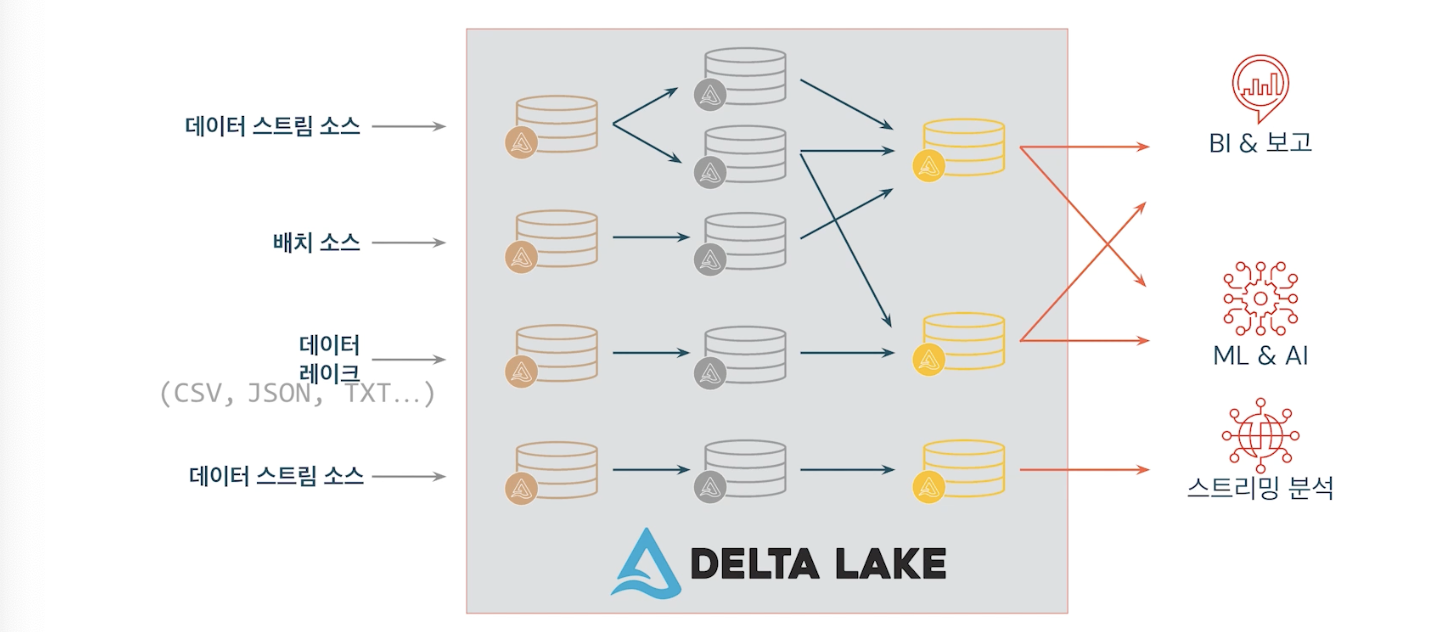 데이터 스트림 소스
배치 소스
데이터
레이크
(CSV, JSON, TXT...)
데이터 스트림 소스
DELTA LAKE
BI & 보고
ML & AI
스트리밍 분석